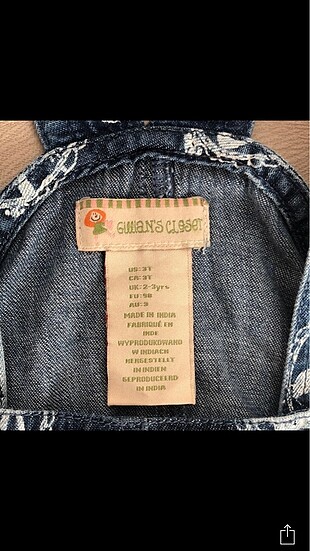 Gillian's Closet
US: 3T
CA: 3T
UK: 2-3yrs
EU: 98
AU: 3
MADE IN INDIA
FABRIQUÉ EN
INDE
WYPRODUKOWANO
W INDIACH
HERGESTELLT
IN INDIEN
GEPRODUCEERD
IN INDIA